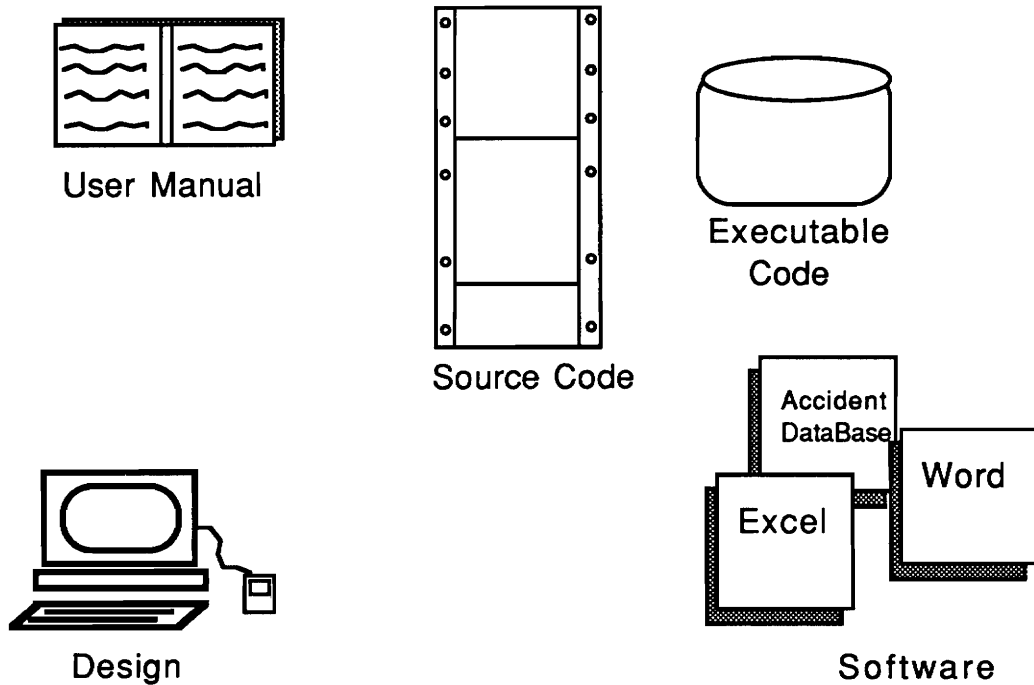 User Manual
Source Code
Executable
Code
Design
Accident
DataBase
Word
Excel
Software